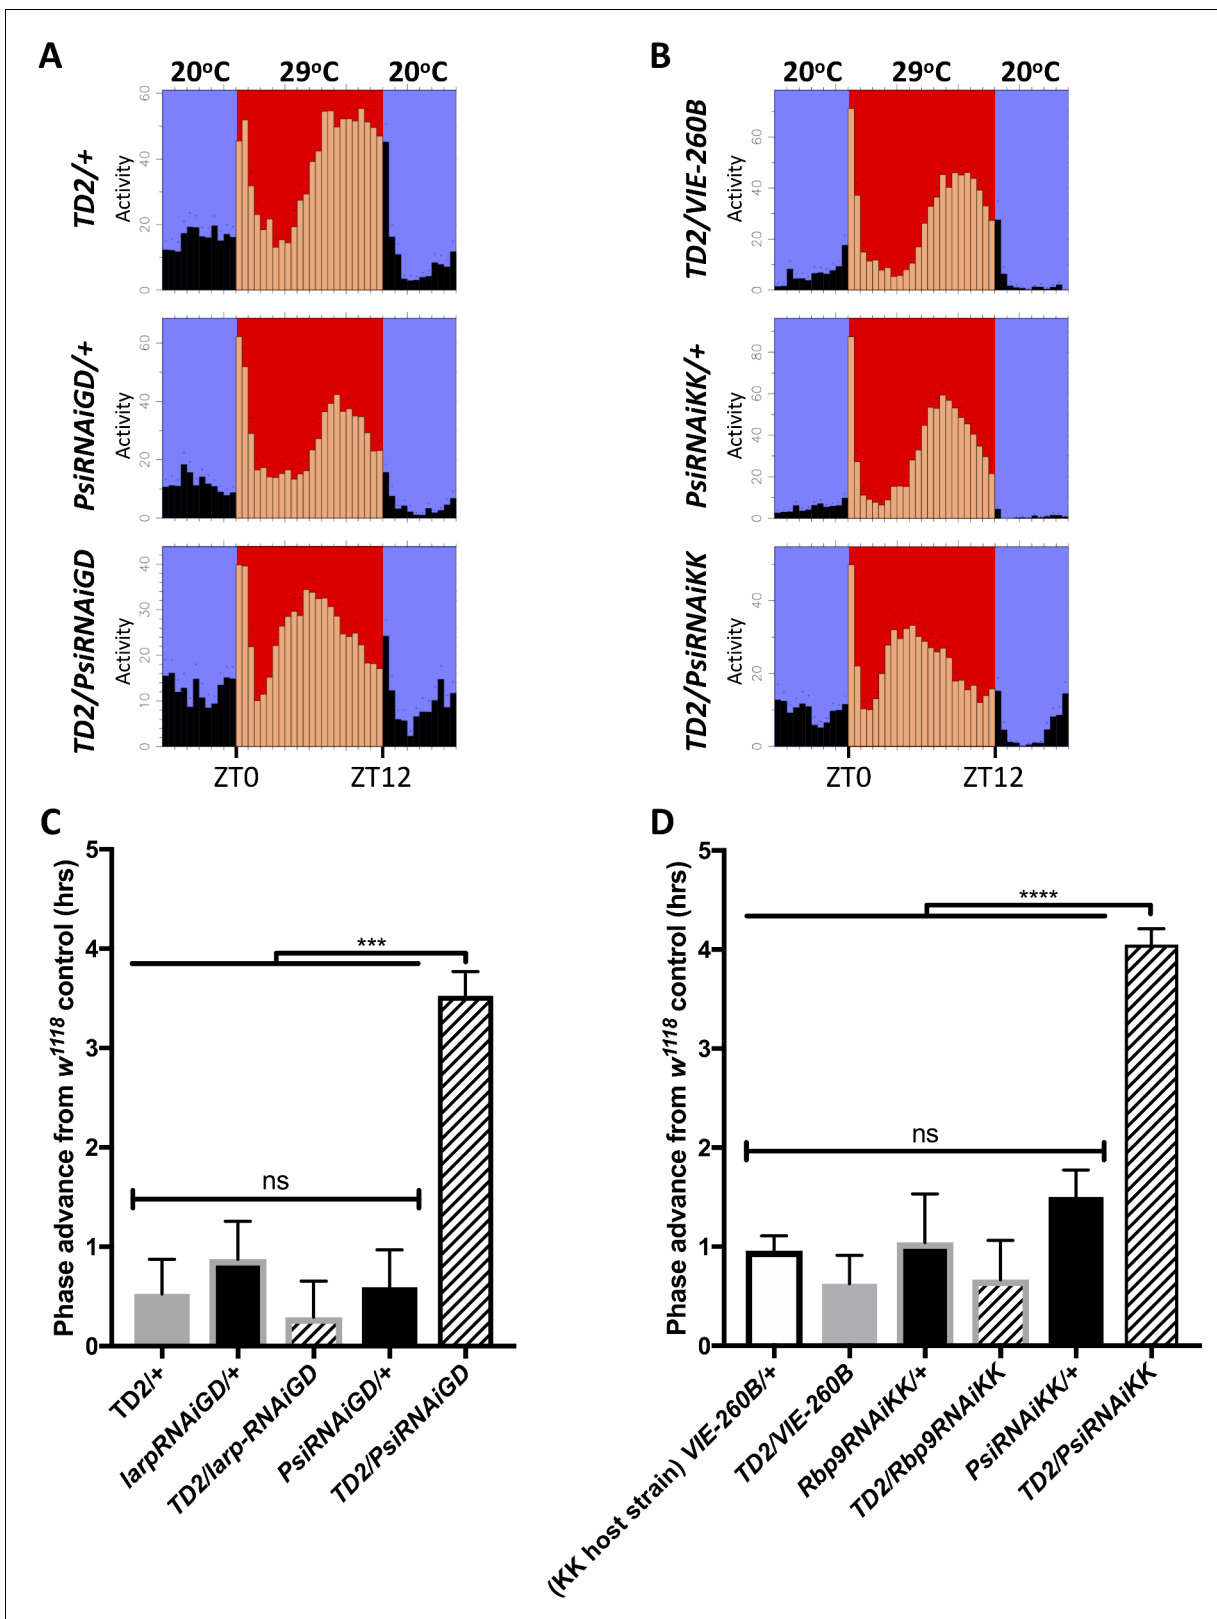 A
20°C 29°C 20°C
TD2/+
Activity
0 20 40 60
PsiRNAiGD/+
Activity
0 20 40 60
TD2/PsiRNAiGD
Activity
0 10 20 30 40
ZT0 ZT12
B
20°C 29°C 20°C
TD2/VIE-260B
Activity
0 20 40 60
PsiRNAiKK/+
Activity
0 20 40 60 80
TD2/PsiRNAiKK
Activity
0 20 40
ZT0 ZT12
C
Phase advance from w1118 control (hrs)
5
4
3
2
1
0
***
ns
TD2/+
larpRNAiGD/+
TD2/larp-RNAiGD
PsiRNAiGD/+
TD2/PsiRNAiGD
D
Phase advance from w1118 control (hrs)
5
4
3
2
1
0
****
ns
(KK host strain) VIE-260B/+
TD2/VIE-260B
Rbp9RNAiKK/+
TD2/Rbp9RNAiKK
PsiRNAiKK/+
TD2/PsiRNAiKK